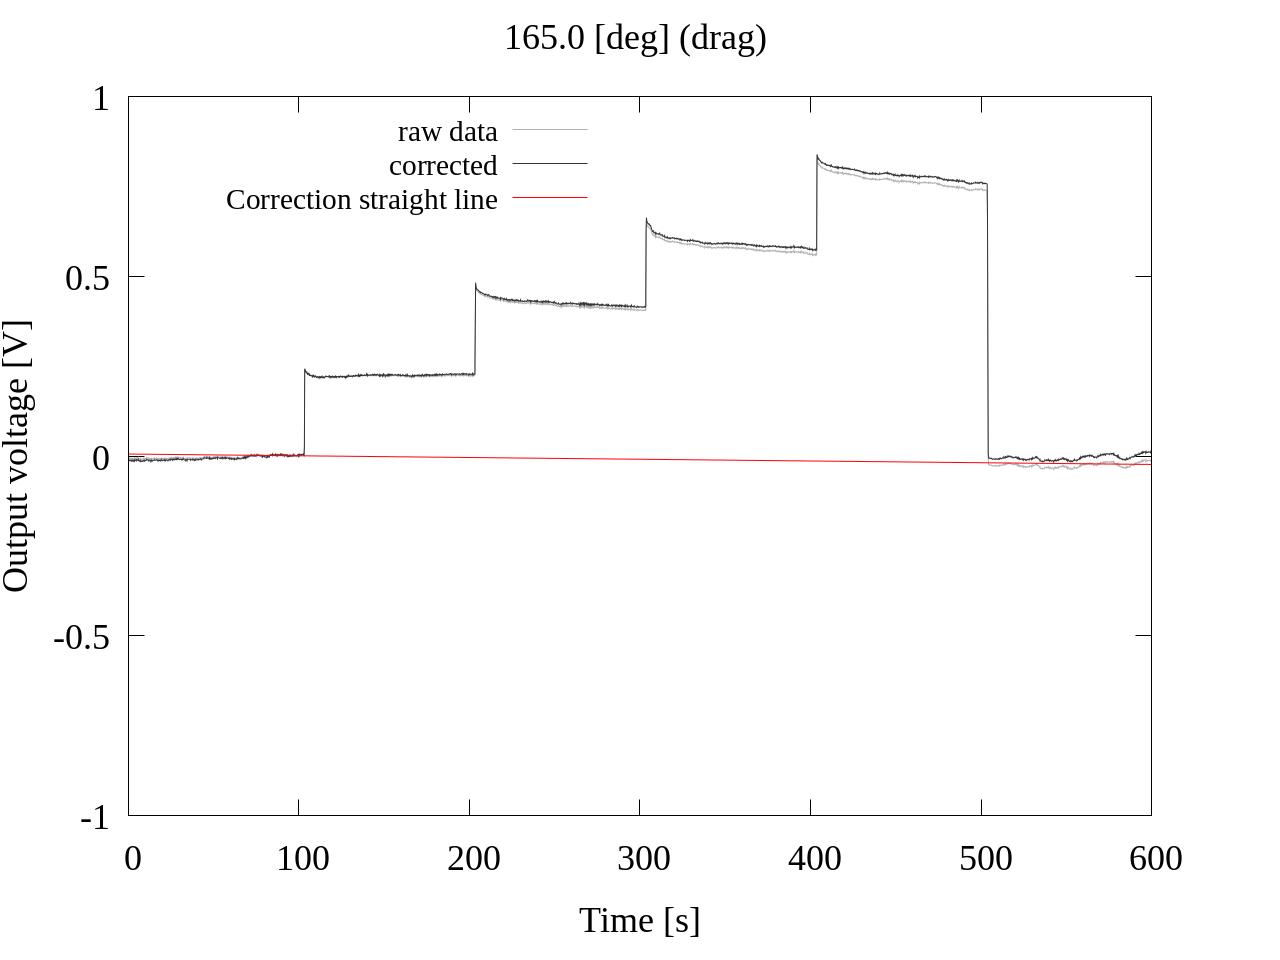 165.0 [deg] (drag)
1
raw data
corrected
Correction straight line
0.5
0
-0.5
-1
Output voltage [V]
0 100 200 300 400 500 600
Time [s]